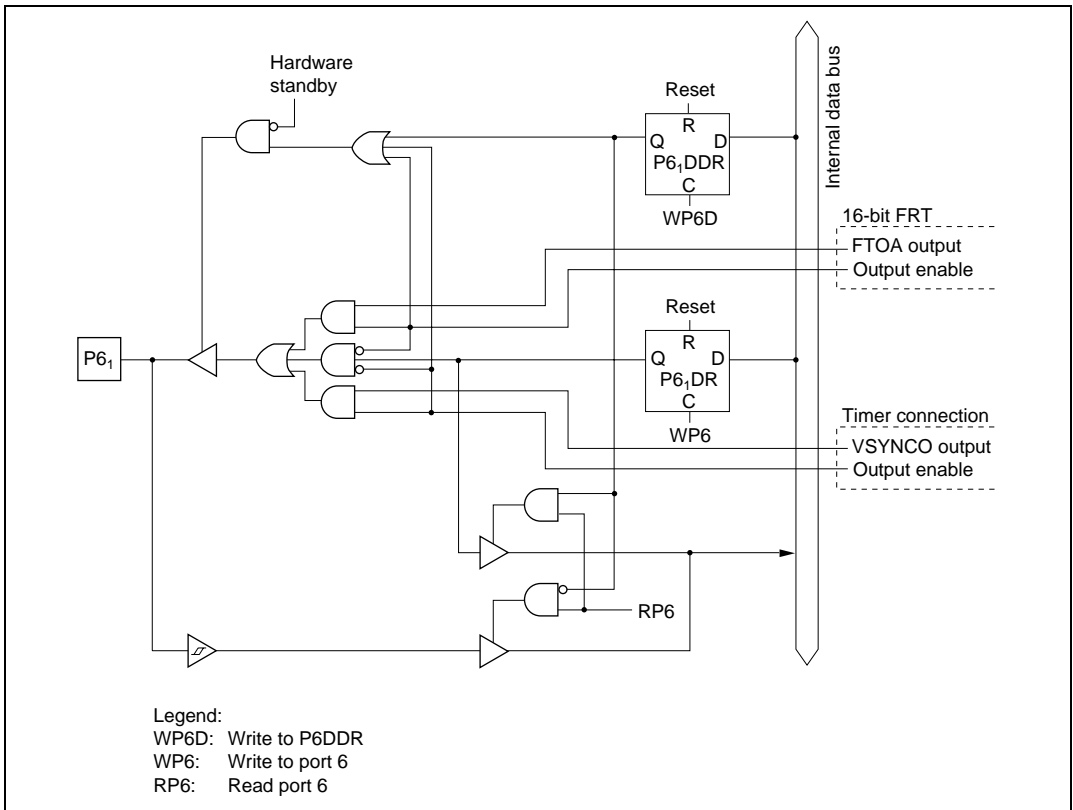 Hardware
standby
Reset
R
Q D
P6₁DDR
C
WP6D
Internal data bus
16-bit FRT
FTOA output
Output enable
Reset
R
Q D
P6₁DR
C
WP6
P6₁
Timer connection
VSYNCO output
Output enable
RP6
Legend:
WP6D: Write to P6DDR
WP6: Write to port 6
RP6: Read port 6